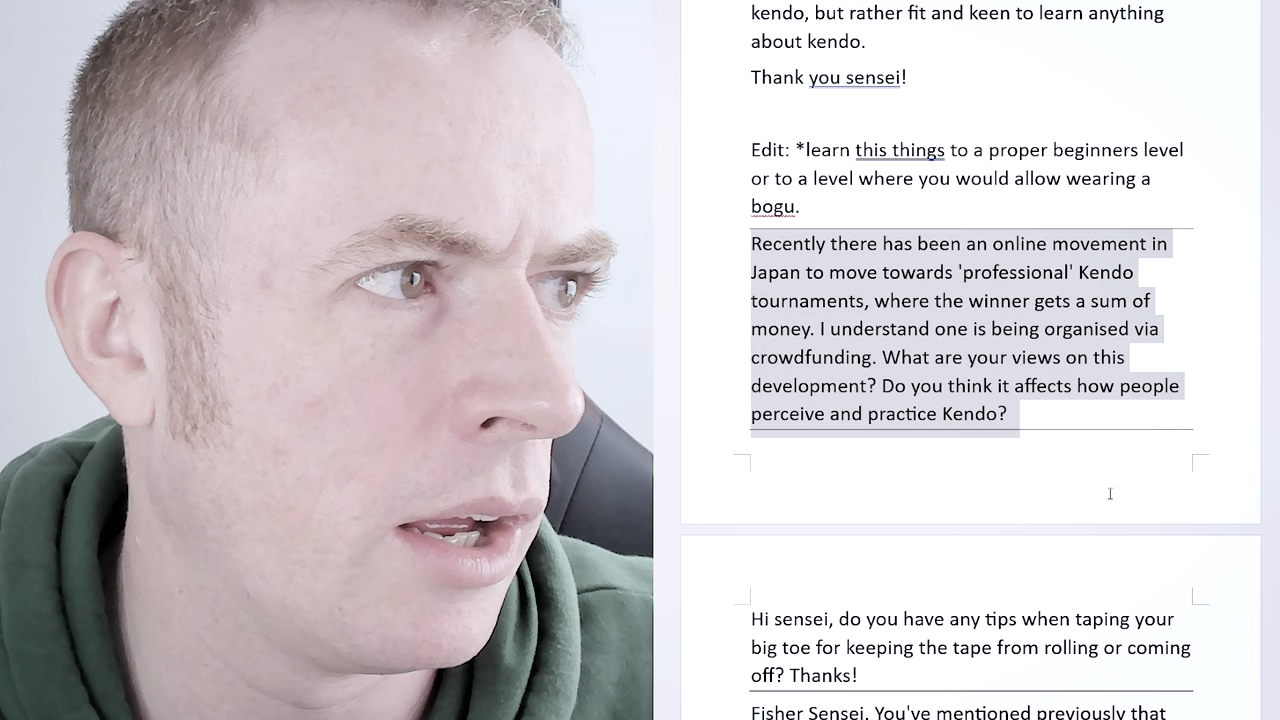 kendo, but rather fit and keen to learn anything
about kendo.
Thank you sensei!
Edit: *learn this things to a proper beginners level
or to a level where you would allow wearing a
bogu.
Recently there has been an online movement in
Japan to move towards 'professional' Kendo
tournaments, where the winner gets a sum of
money. I understand one is being organised via
crowdfunding. What are your views on this
development? Do you think it affects how people
perceive and practice Kendo?
Hi sensei, do you have any tips when taping your
big toe for keeping the tape from rolling or coming
off? Thanks!
Fisher Sensei. You've mentioned previously that